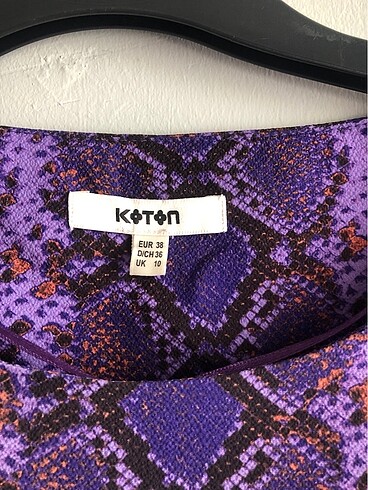 KOTON
EUR 38
D/CH 36
UK 10